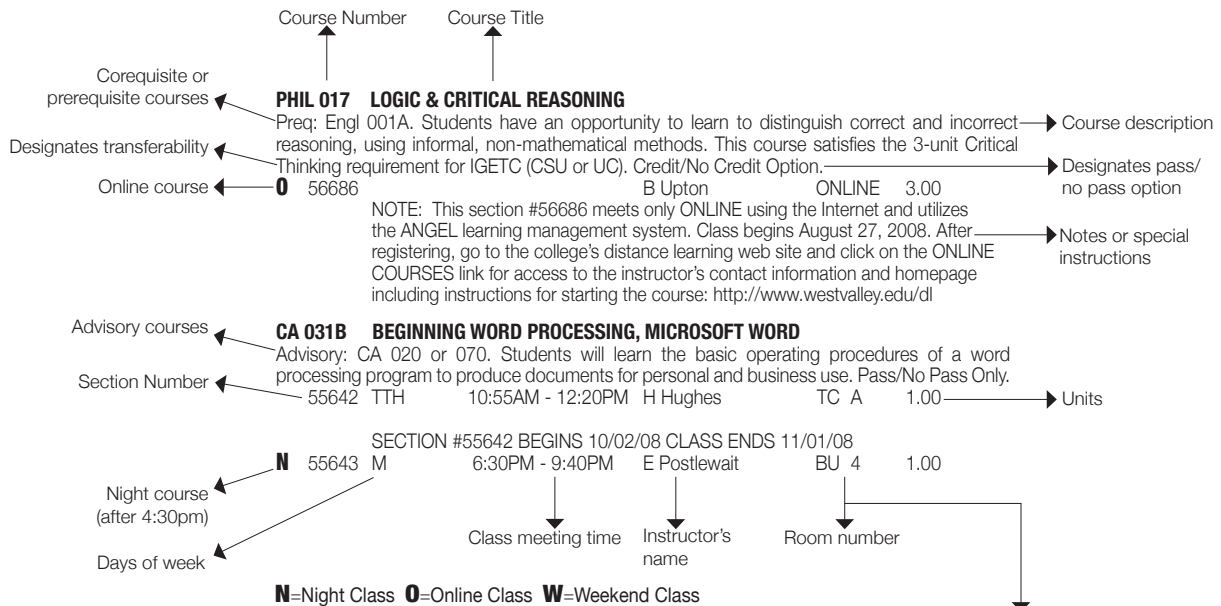 Course Number Course Title
Corequisite or
prerequisite courses
PHIL 017 LOGIC & CRITICAL REASONING
Preq: Engl 001A. Students have an opportunity to learn to distinguish correct and incorrect
Course description
reasoning, using informal, non-mathematical methods. This course satisfies the 3-unit Critical
Designates transferability
Thinking requirement for IGETC (CSU or UC). Credit/No Credit Option.
Designates pass/
no pass option
Online course
O 56686 B Upton ONLINE 3.00
NOTE: This section #56686 meets only ONLINE using the Internet and utilizes
the ANGEL learning management system. Class begins August 27, 2008. After
registering, go to the college's distance learning web site and click on the ONLINE
Notes or special
instructions
COURSES link for access to the instructor's contact information and homepage
including instructions for starting the course: http://www.westvalley.edu/dl
Advisory courses
CA 031B BEGINNING WORD PROCESSING, MICROSOFT WORD
Advisory: CA 020 or 070. Students will learn the basic operating procedures of a word
processing program to produce documents for personal and business use. Pass/No Pass Only.
Section Number
55642 TTH 10:55AM - 12:20PM H Hughes TC A 1.00
Units
SECTION #55642 BEGINS 10/02/08 CLASS ENDS 11/01/08
N 55643 M 6:30PM - 9:40PM E Postlewait BU 4 1.00
Night course
(after 4:30pm)
Days of week
Class meeting time
Instructor's
name
Room number
N=Night Class O=Online Class W=Weekend Class